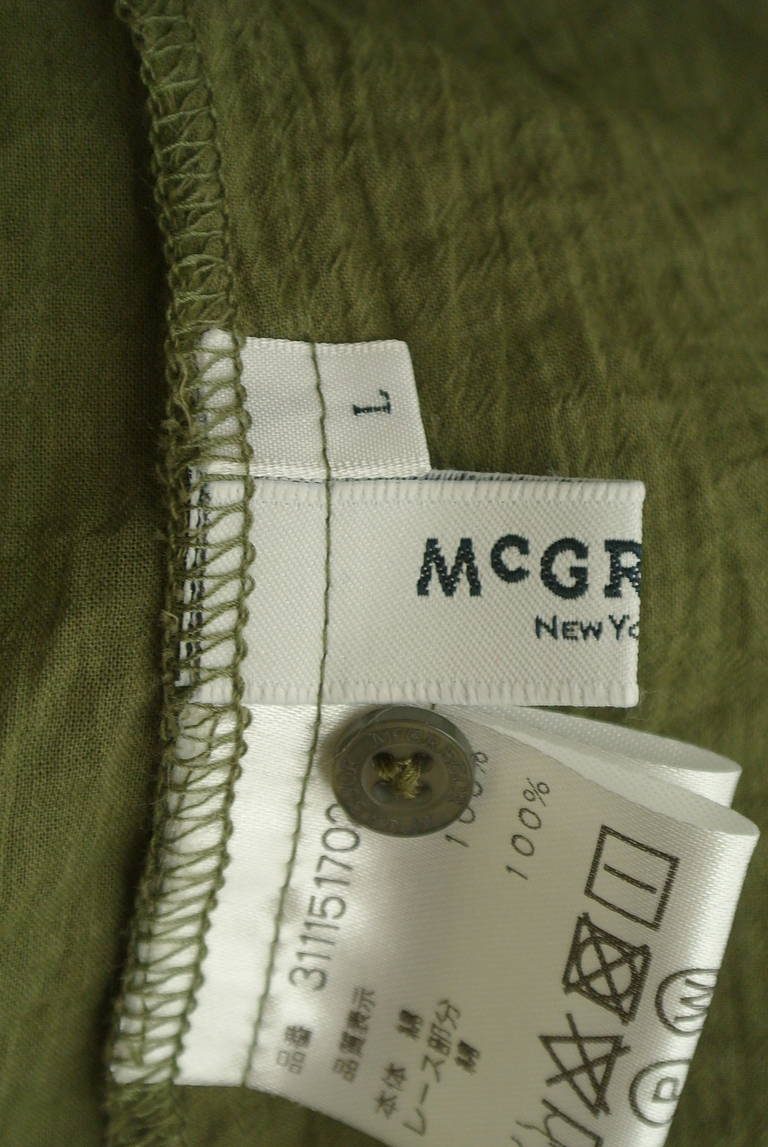 L
McGR
New Yo
品番 311151702
品質表示
本体 綿 100%
レース部分
綿 100%
W
P